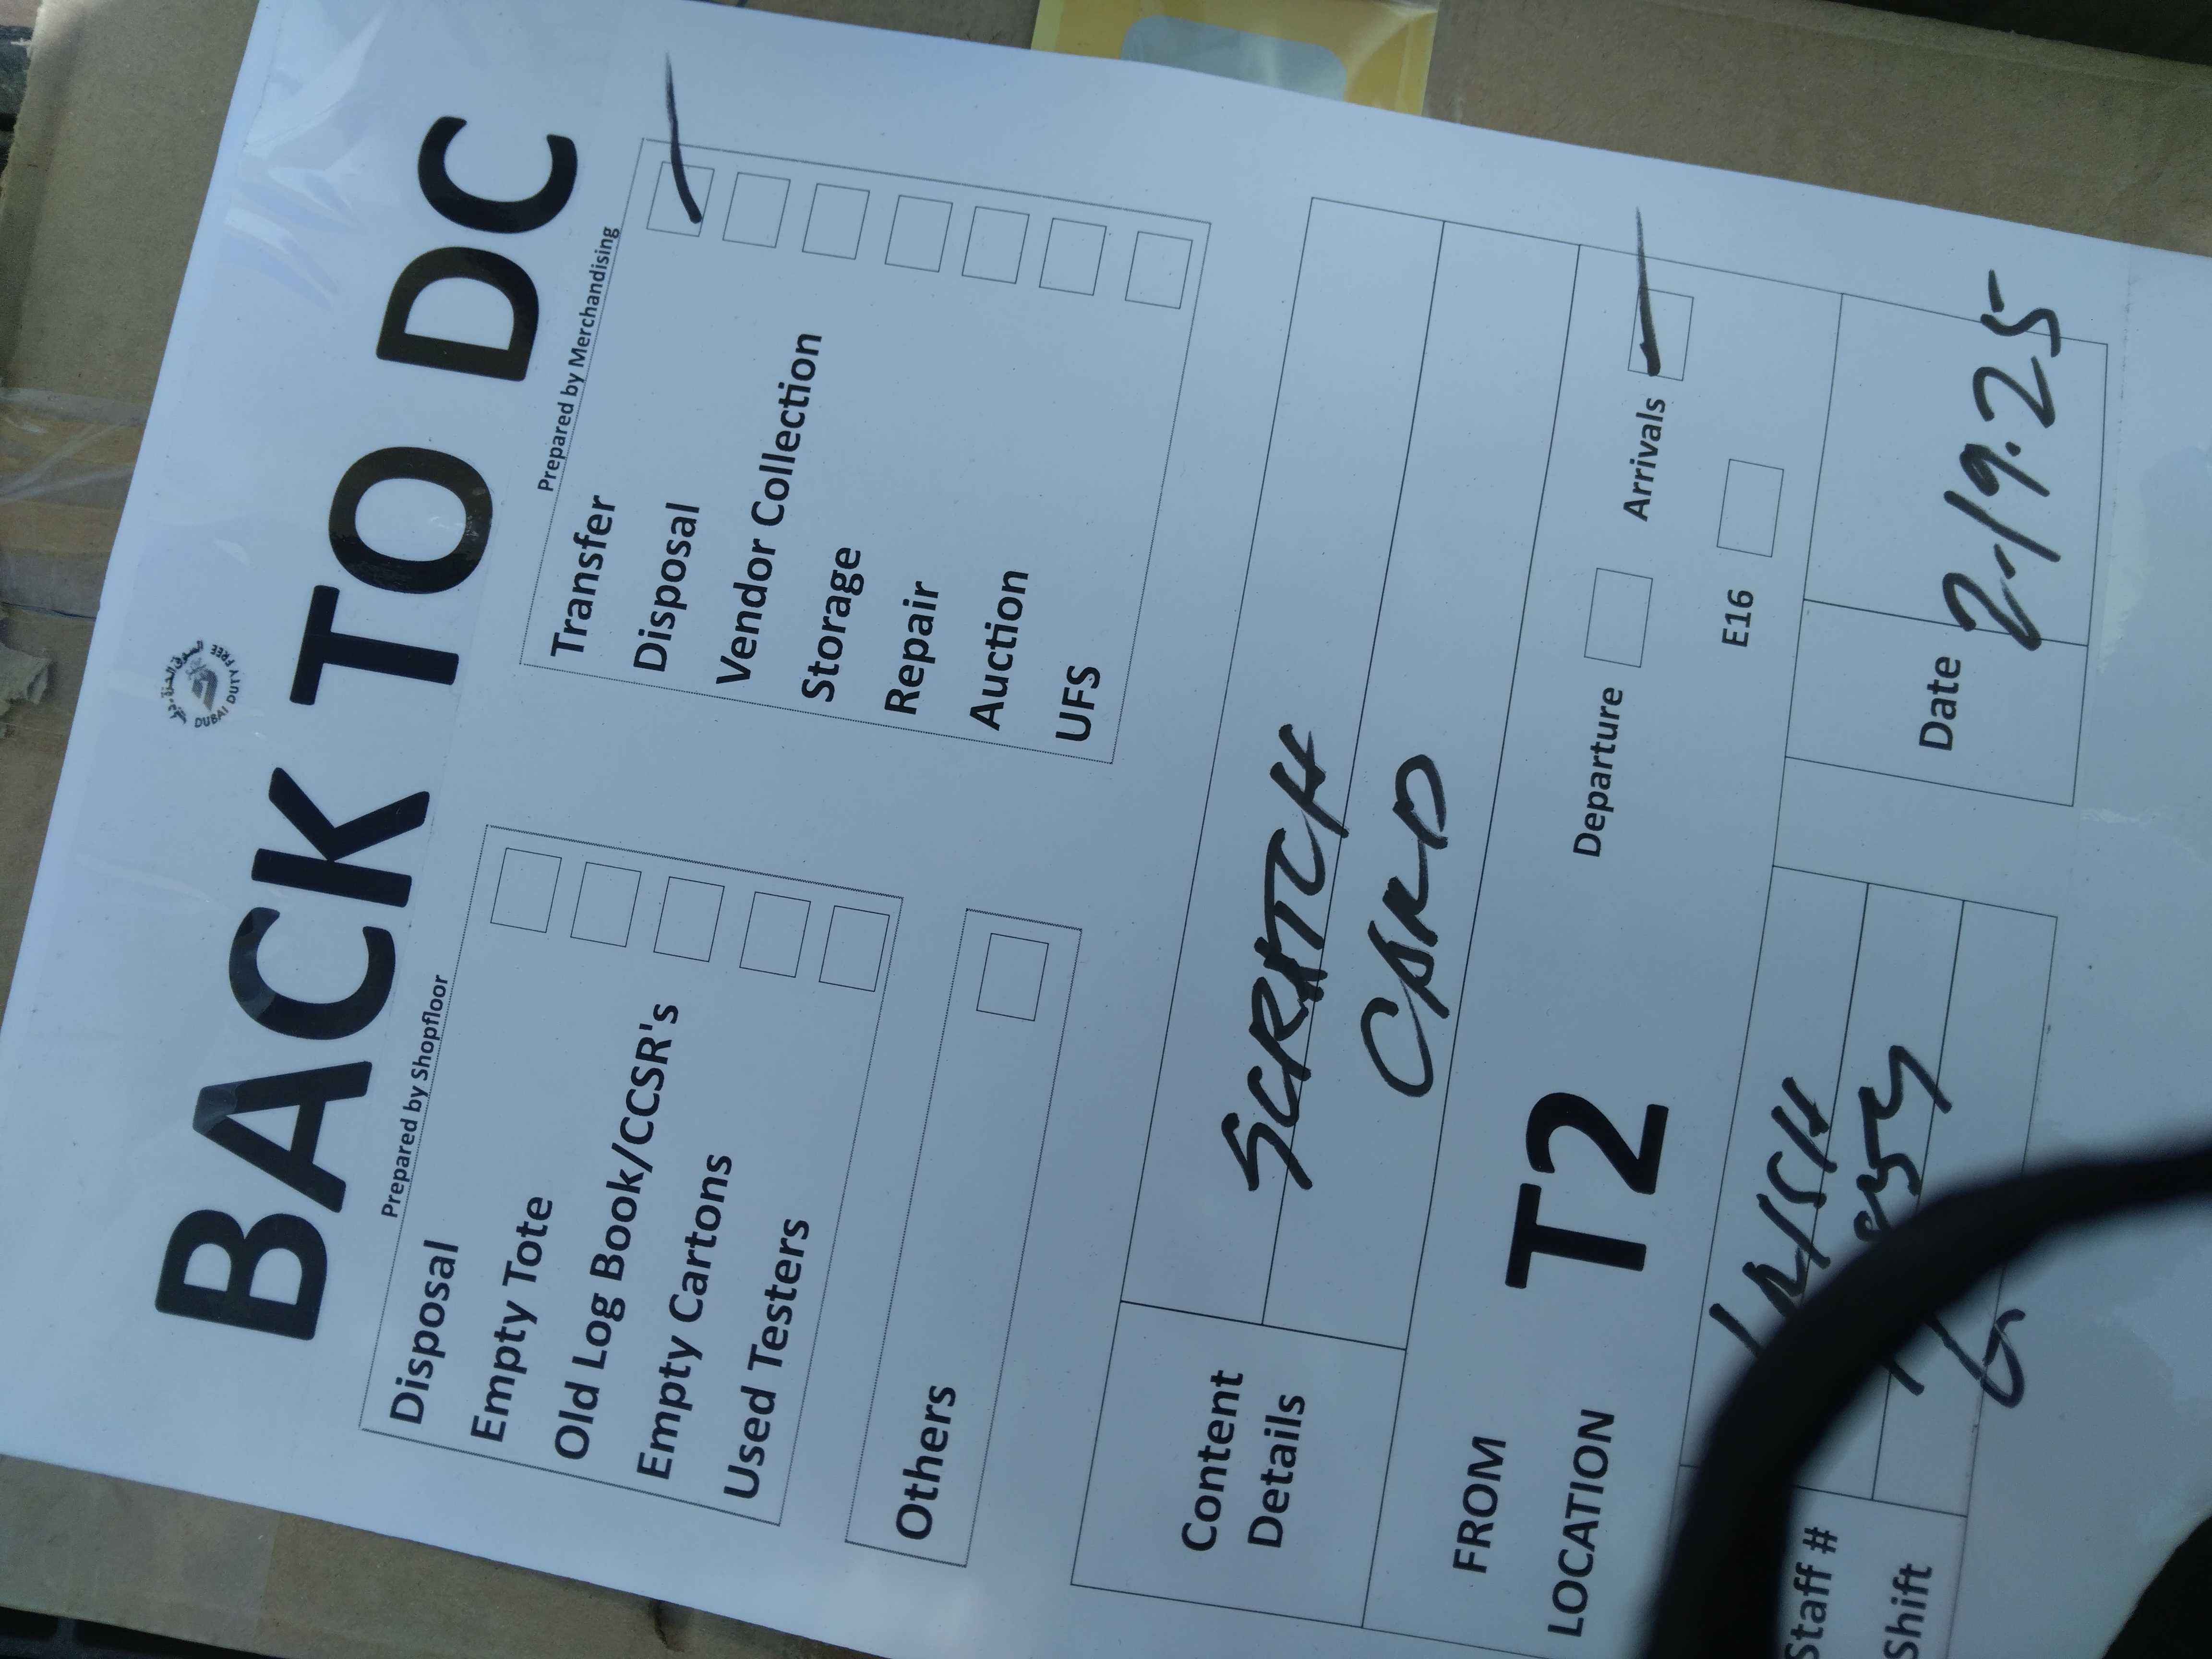 السوق الحرة
DUBAI DUTY FREE
BACK TO DC
Prepared by Shopfloor
Disposal
Empty Tote
Old Log Book/CCSR's
Empty Cartons
Used Testers
Others
Prepared by Merchandising
Transfer
Disposal
Vendor Collection
Storage
Repair
Auction
UFS
Content
Details
SCRATCH
CARD
FROM
LOCATION
T2
Departure
Arrivals
E16
Staff #
Shift
Date
2/9.25